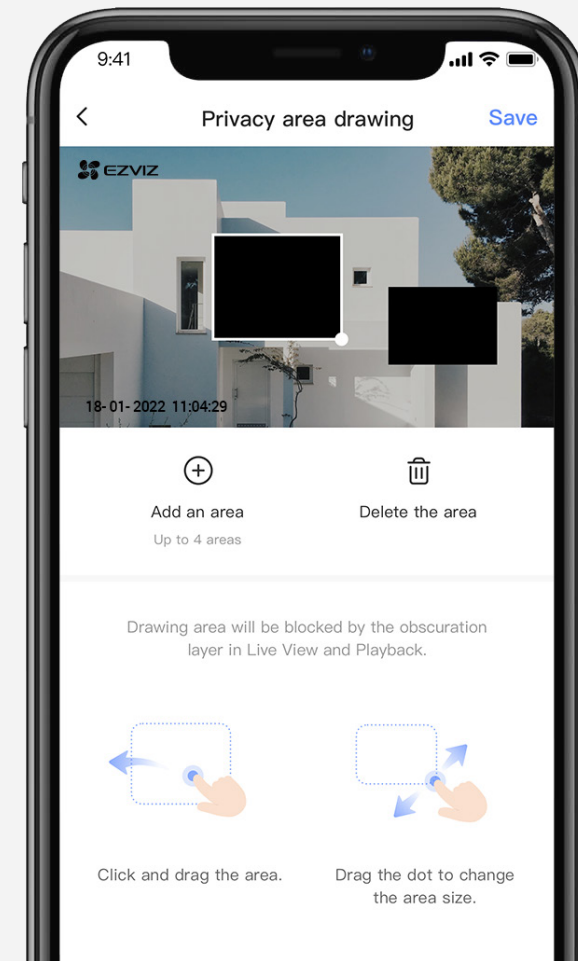 9:41
Privacy area drawing
Save
EZVIZ
18-01-2022 11:04:29
Add an area
Delete the area
Up to 4 areas
Drawing area will be blocked by the obscuration
layer in Live View and Playback.
Click and drag the area.
Drag the dot to change
the area size.